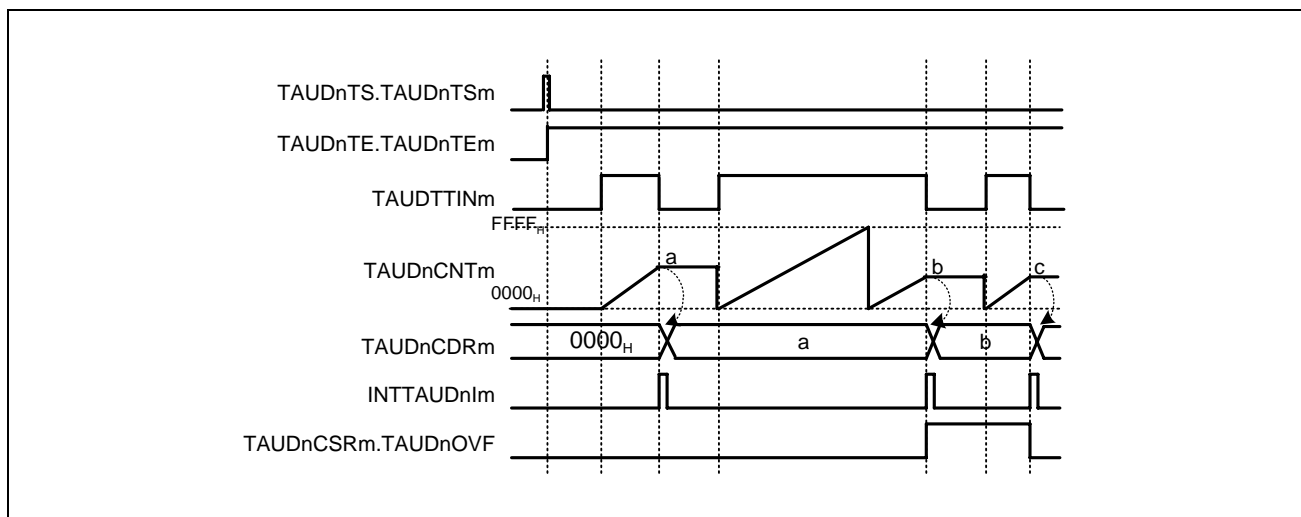 TAUDnTS.TAUDnTSm
TAUDnTE.TAUDnTEm
TAUDTTINm
FFFFH
TAUDnCNTm
a
b
c
0000H
TAUDnCDRm
0000H
a
b
INTTAUDnIm
TAUDnCSRm.TAUDnOVF